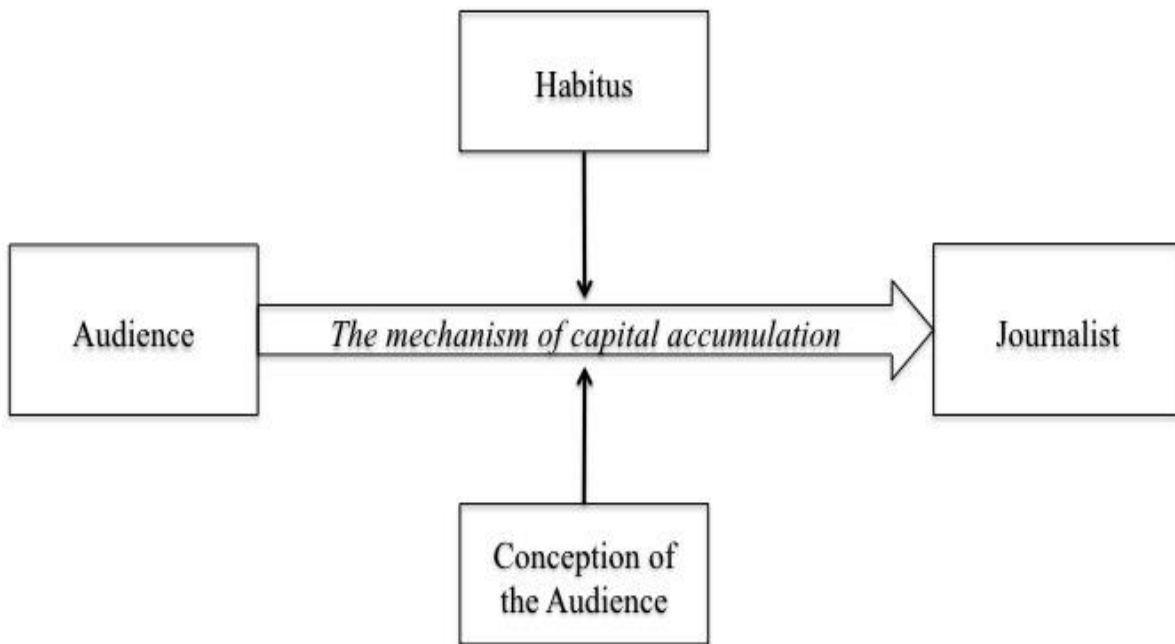 Habitus
Audience
The mechanism of capital accumulation
Journalist
Conception of
the Audience